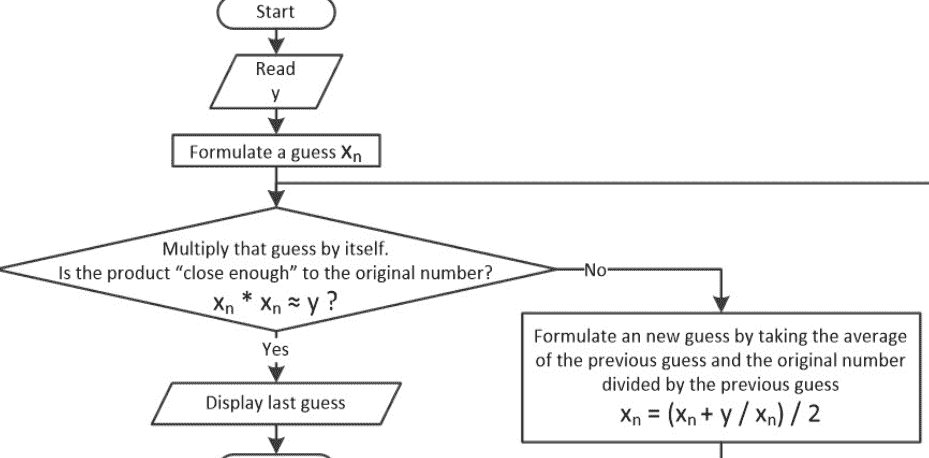 Start
Read
y
Formulate a guess Xn
Multiply that guess by itself.
Is the product “close enough” to the original number?
xn * xn ≈ y ?
No
Formulate an new guess by taking the average
of the previous guess and the original number
divided by the previous guess
xn = (xn + y / xn) / 2
Yes
Display last guess